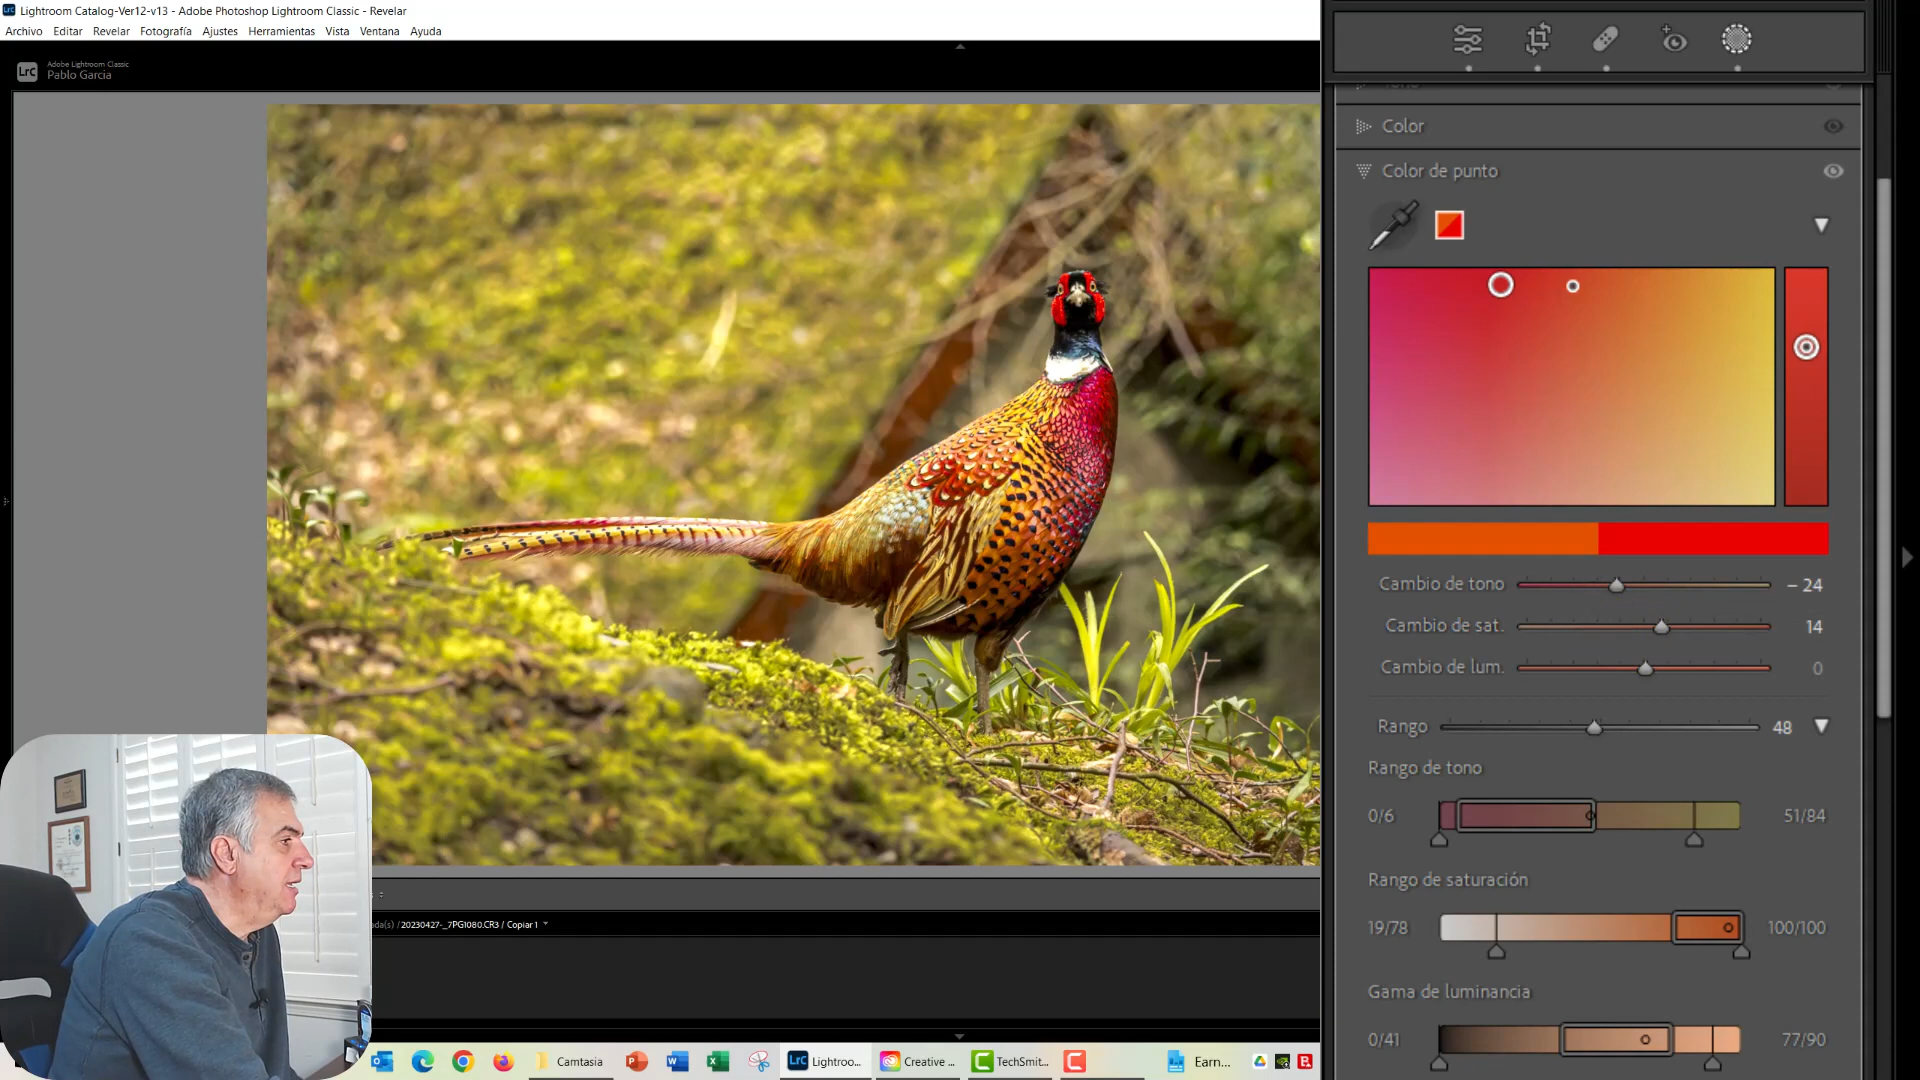 Lightroom Catalog-Ver12-v13 - Adobe Photoshop Lightroom Classic - Revelar
Archivo Editar Revelar Fotografía Ajustes Herramientas Vista Ventana Ayuda
LrC Adobe Lightroom Classic
Pablo Garcia
Color
Color de punto
Cambio de tono – 24
Cambio de sat. 14
Cambio de lum. 0
Rango 48
Rango de tono
0/6 51/84
Rango de saturación
19/78 100/100
Gama de luminancia
0/41 77/90
/20230427-_7PG1080.CR3 / Copiar 1
Camtasia
LrC Lightroo...
Creative ...
TechSmit...
Earn...